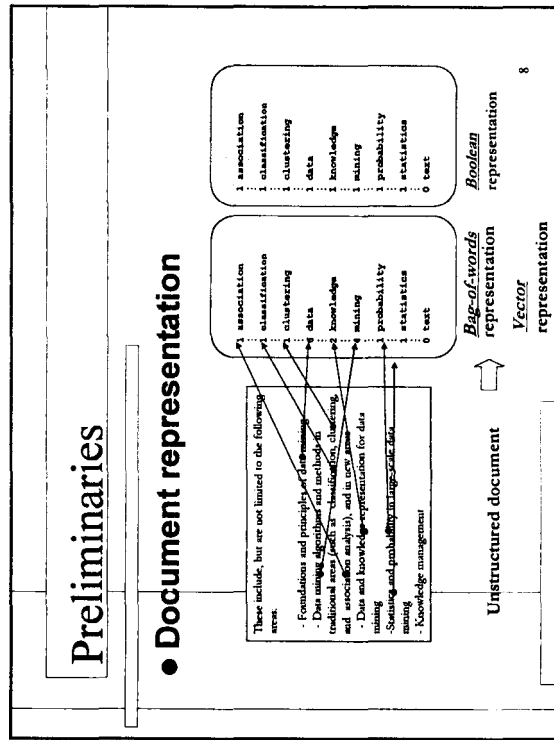 Preliminaries
● Document representation
These include, but are not limited to the following
areas.
- Foundations and principles of data mining
- Data mining algorithms and methods in
traditional areas (such as classification, clustering,
and association analysis), and in new areas
- Data and knowledge representation for data
mining
-Statistics and probability in large-scale data
mining
- Knowledge management
Unstructured document
1 association
1 classification
1 clustering
data
2 knowledge
mining
1 probability
1 statistics
0 text
Bag-of-words
representation
Vector
representation
1 association
1 classification
1 clustering
1 data
1 knowledge
1 mining
1 probability
1 statistics
0 text
Boolean
representation
8